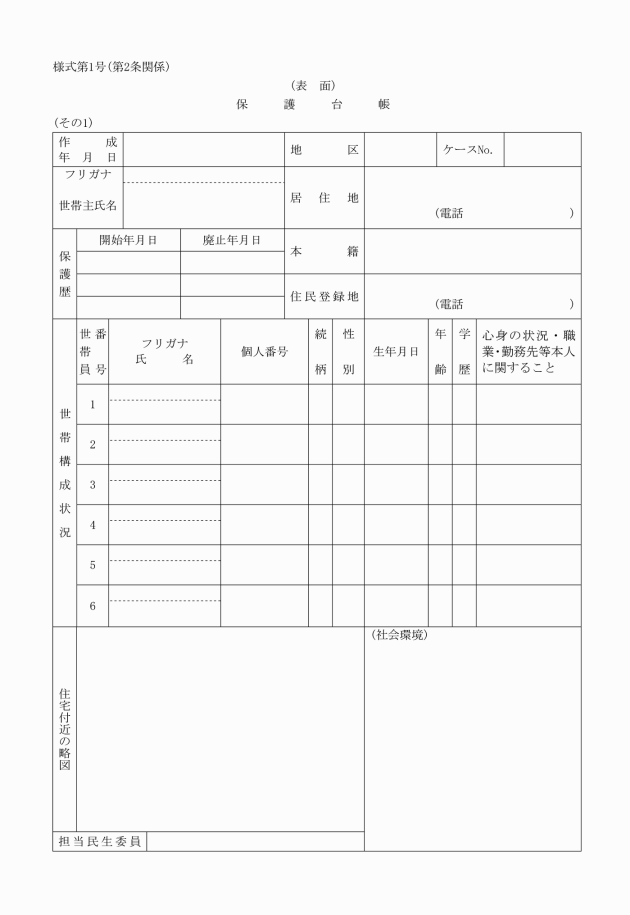 様式第1号(第2条関係)
(表　面)
保　護　台　帳
(その1)
作成年月日
地区
ケースNo.
フリガナ
世帯主氏名
居住地
(電話　　　)
保護歴
開始年月日
廃止年月日
本籍
住民登録地
(電話　　　)
世帯構成状況
世帯員番号
フリガナ
氏名
個人番号
続柄
性別
生年月日
年齢
学歴
心身の状況・職
業・勤務先等本人
に関すること
1
2
3
4
5
6
住宅付近の略図
(社会環境)
担当民生委員